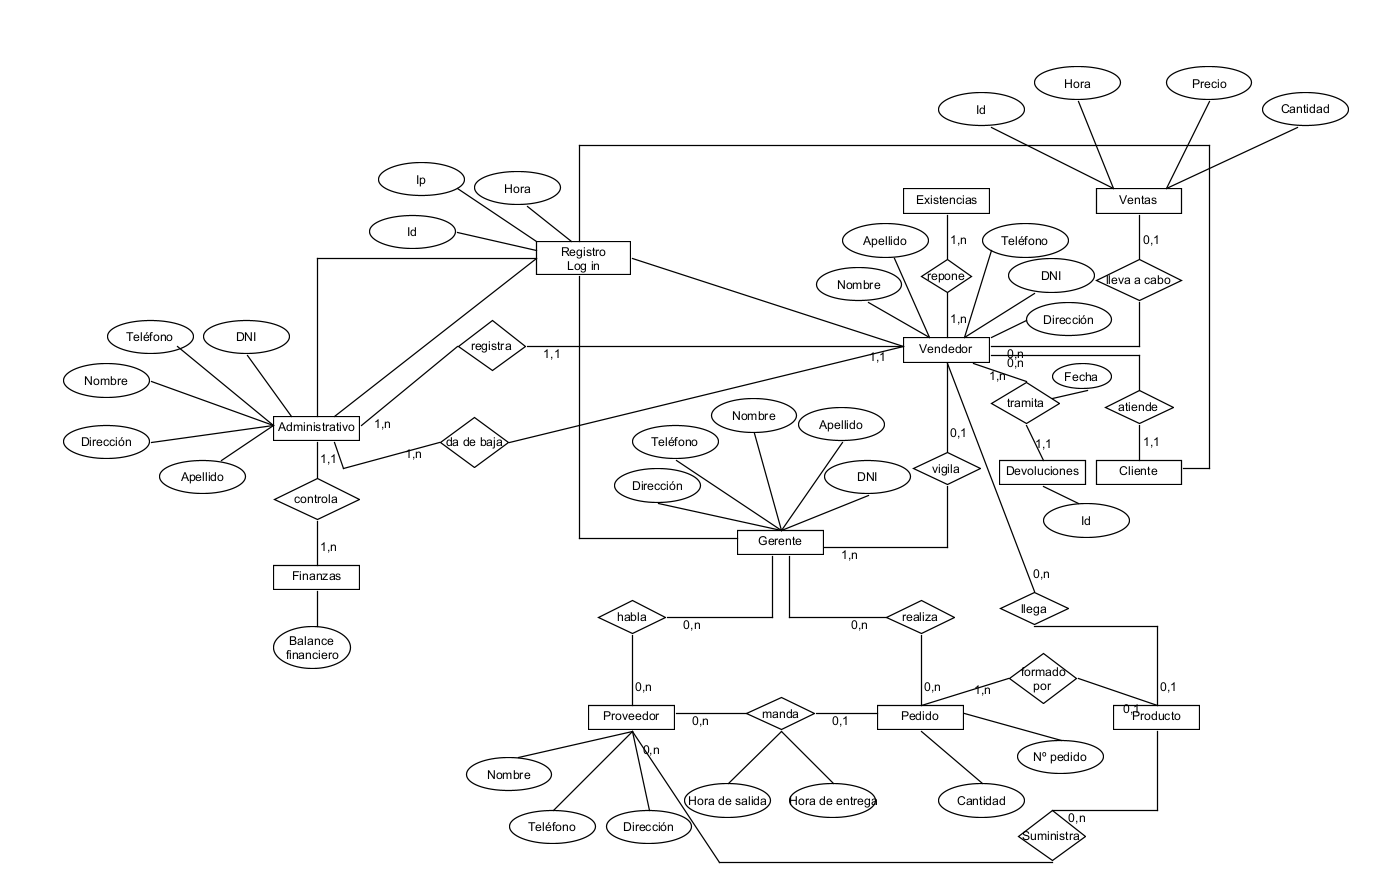 Hora
Precio
Id
Cantidad
Ip
Hora
Existencias
Ventas
Id
Apellido
1,n
Teléfono
0,1
Registro
Log in
repone
DNI
lleva a cabo
Nombre
1,n
Dirección
Teléfono
DNI
registra
1,1
Vendedor
1,1
0,n
0,n
1,n
Fecha
Nombre
tramita
atiende
Administrativo
1,n
Nombre
Apellido
0,1
Dirección
1,n
da de baja
Teléfono
1,1
1,1
1,1
Apellido
Dirección
DNI
vigila
Devoluciones
Cliente
controla
Id
1,n
Gerente
1,n
Finanzas
0,n
habla
0,n
0,n
realiza
llega
Balance
financiero
formado
por
0,n
0,n
1,n
0,1
Proveedor
0,n
manda
0,1
Pedido
0,1
Producto
0,n
Nombre
Nº pedido
Hora de salida
Hora de entrega
Cantidad
Teléfono
Dirección
0,n
Suministra